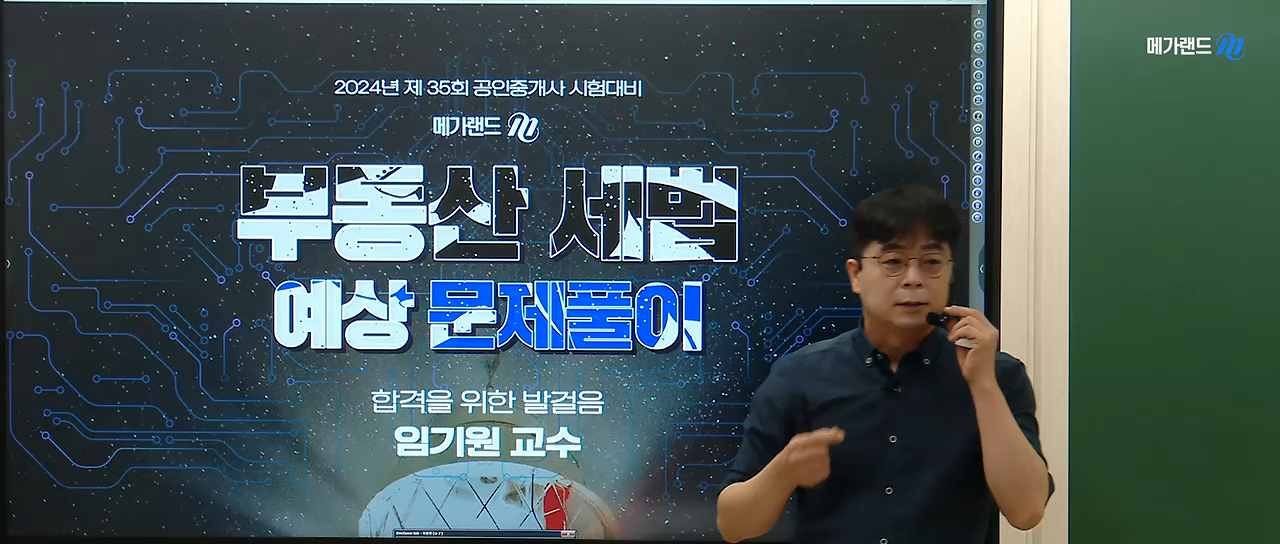 2024년 제 35회 공인중개사 시험대비
메가랜드
부동산 세법
예상 문제풀이
합격을 위한 발걸음
임기원 교수
메가랜드